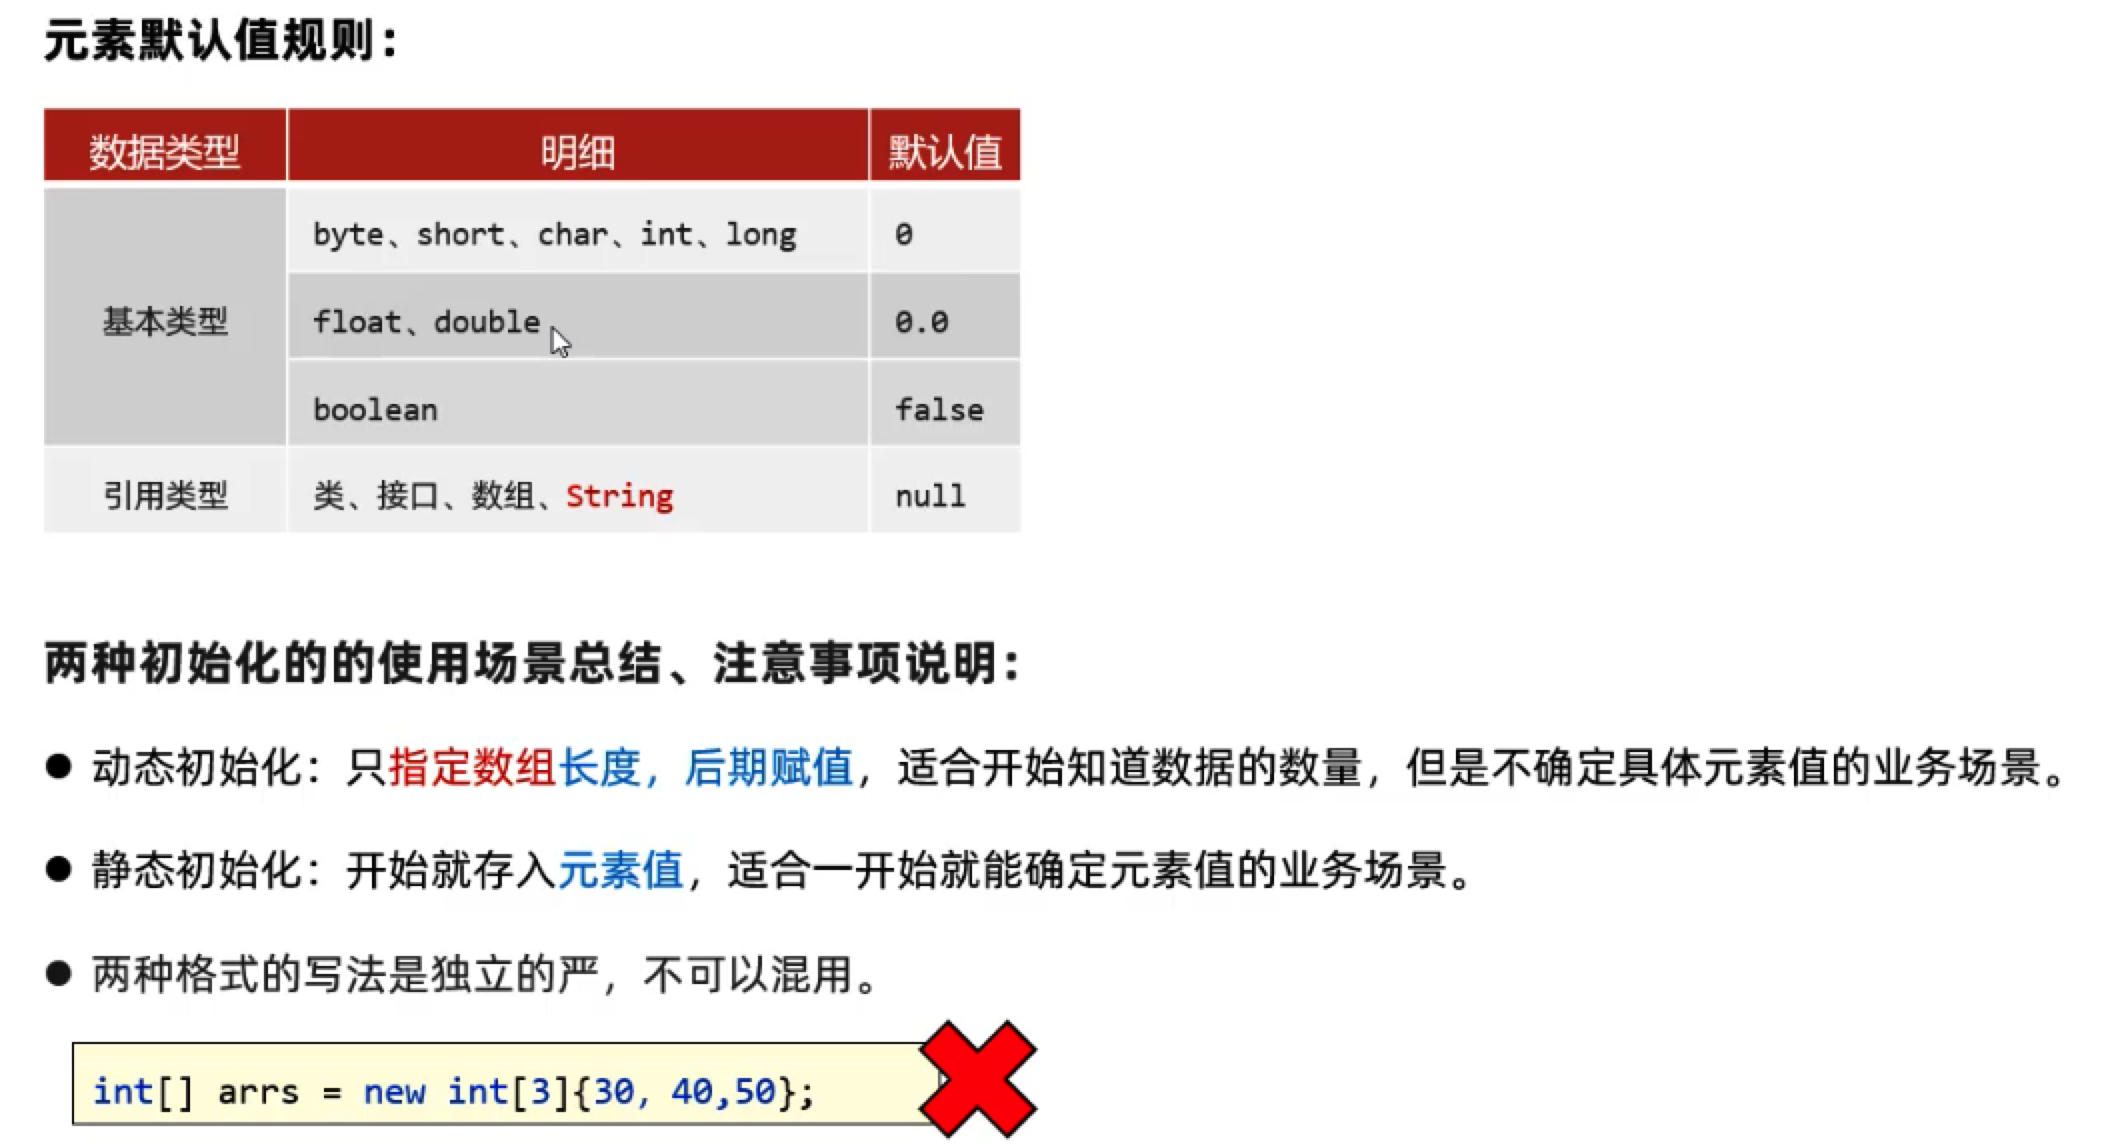 元素默认值规则：
数据类型 明细 默认值
byte、short、char、int、long 0
基本类型 float、double 0.0
boolean false
引用类型 类、接口、数组、String null
两种初始化的的使用场景总结、注意事项说明：
● 动态初始化：只指定数组长度，后期赋值，适合开始知道数据的数量，但是不确定具体元素值的业务场景。
● 静态初始化：开始就存入元素值，适合一开始就能确定元素值的业务场景。
● 两种格式的写法是独立的严，不可以混用。
int[] arrs = new int[3]{30, 40,50};